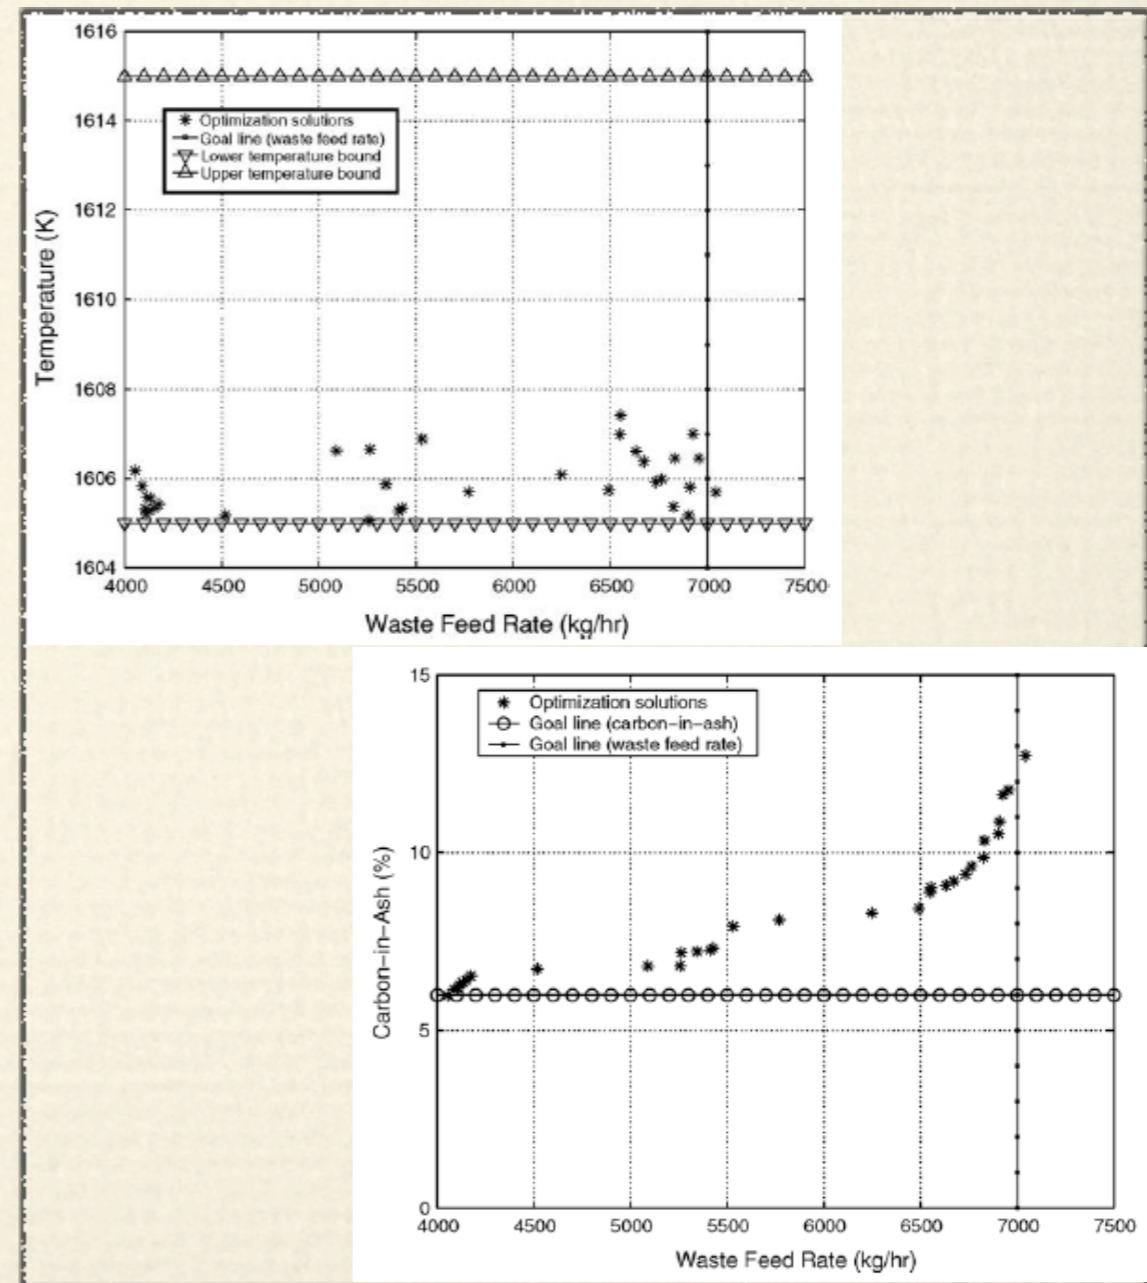 1616
1614
1612
1610
1608
1606
1604
Temperature (K)
Optimization solutions
Goal line (waste feed rate)
Lower temperature bound
Upper temperature bound
4000 4500 5000 5500 6000 6500 7000 7500
Waste Feed Rate (kg/hr)
15
10
5
0
Carbon-in-Ash (%)
Optimization solutions
Goal line (carbon-in-ash)
Goal line (waste feed rate)
4000 4500 5000 5500 6000 6500 7000 7500
Waste Feed Rate (kg/hr)